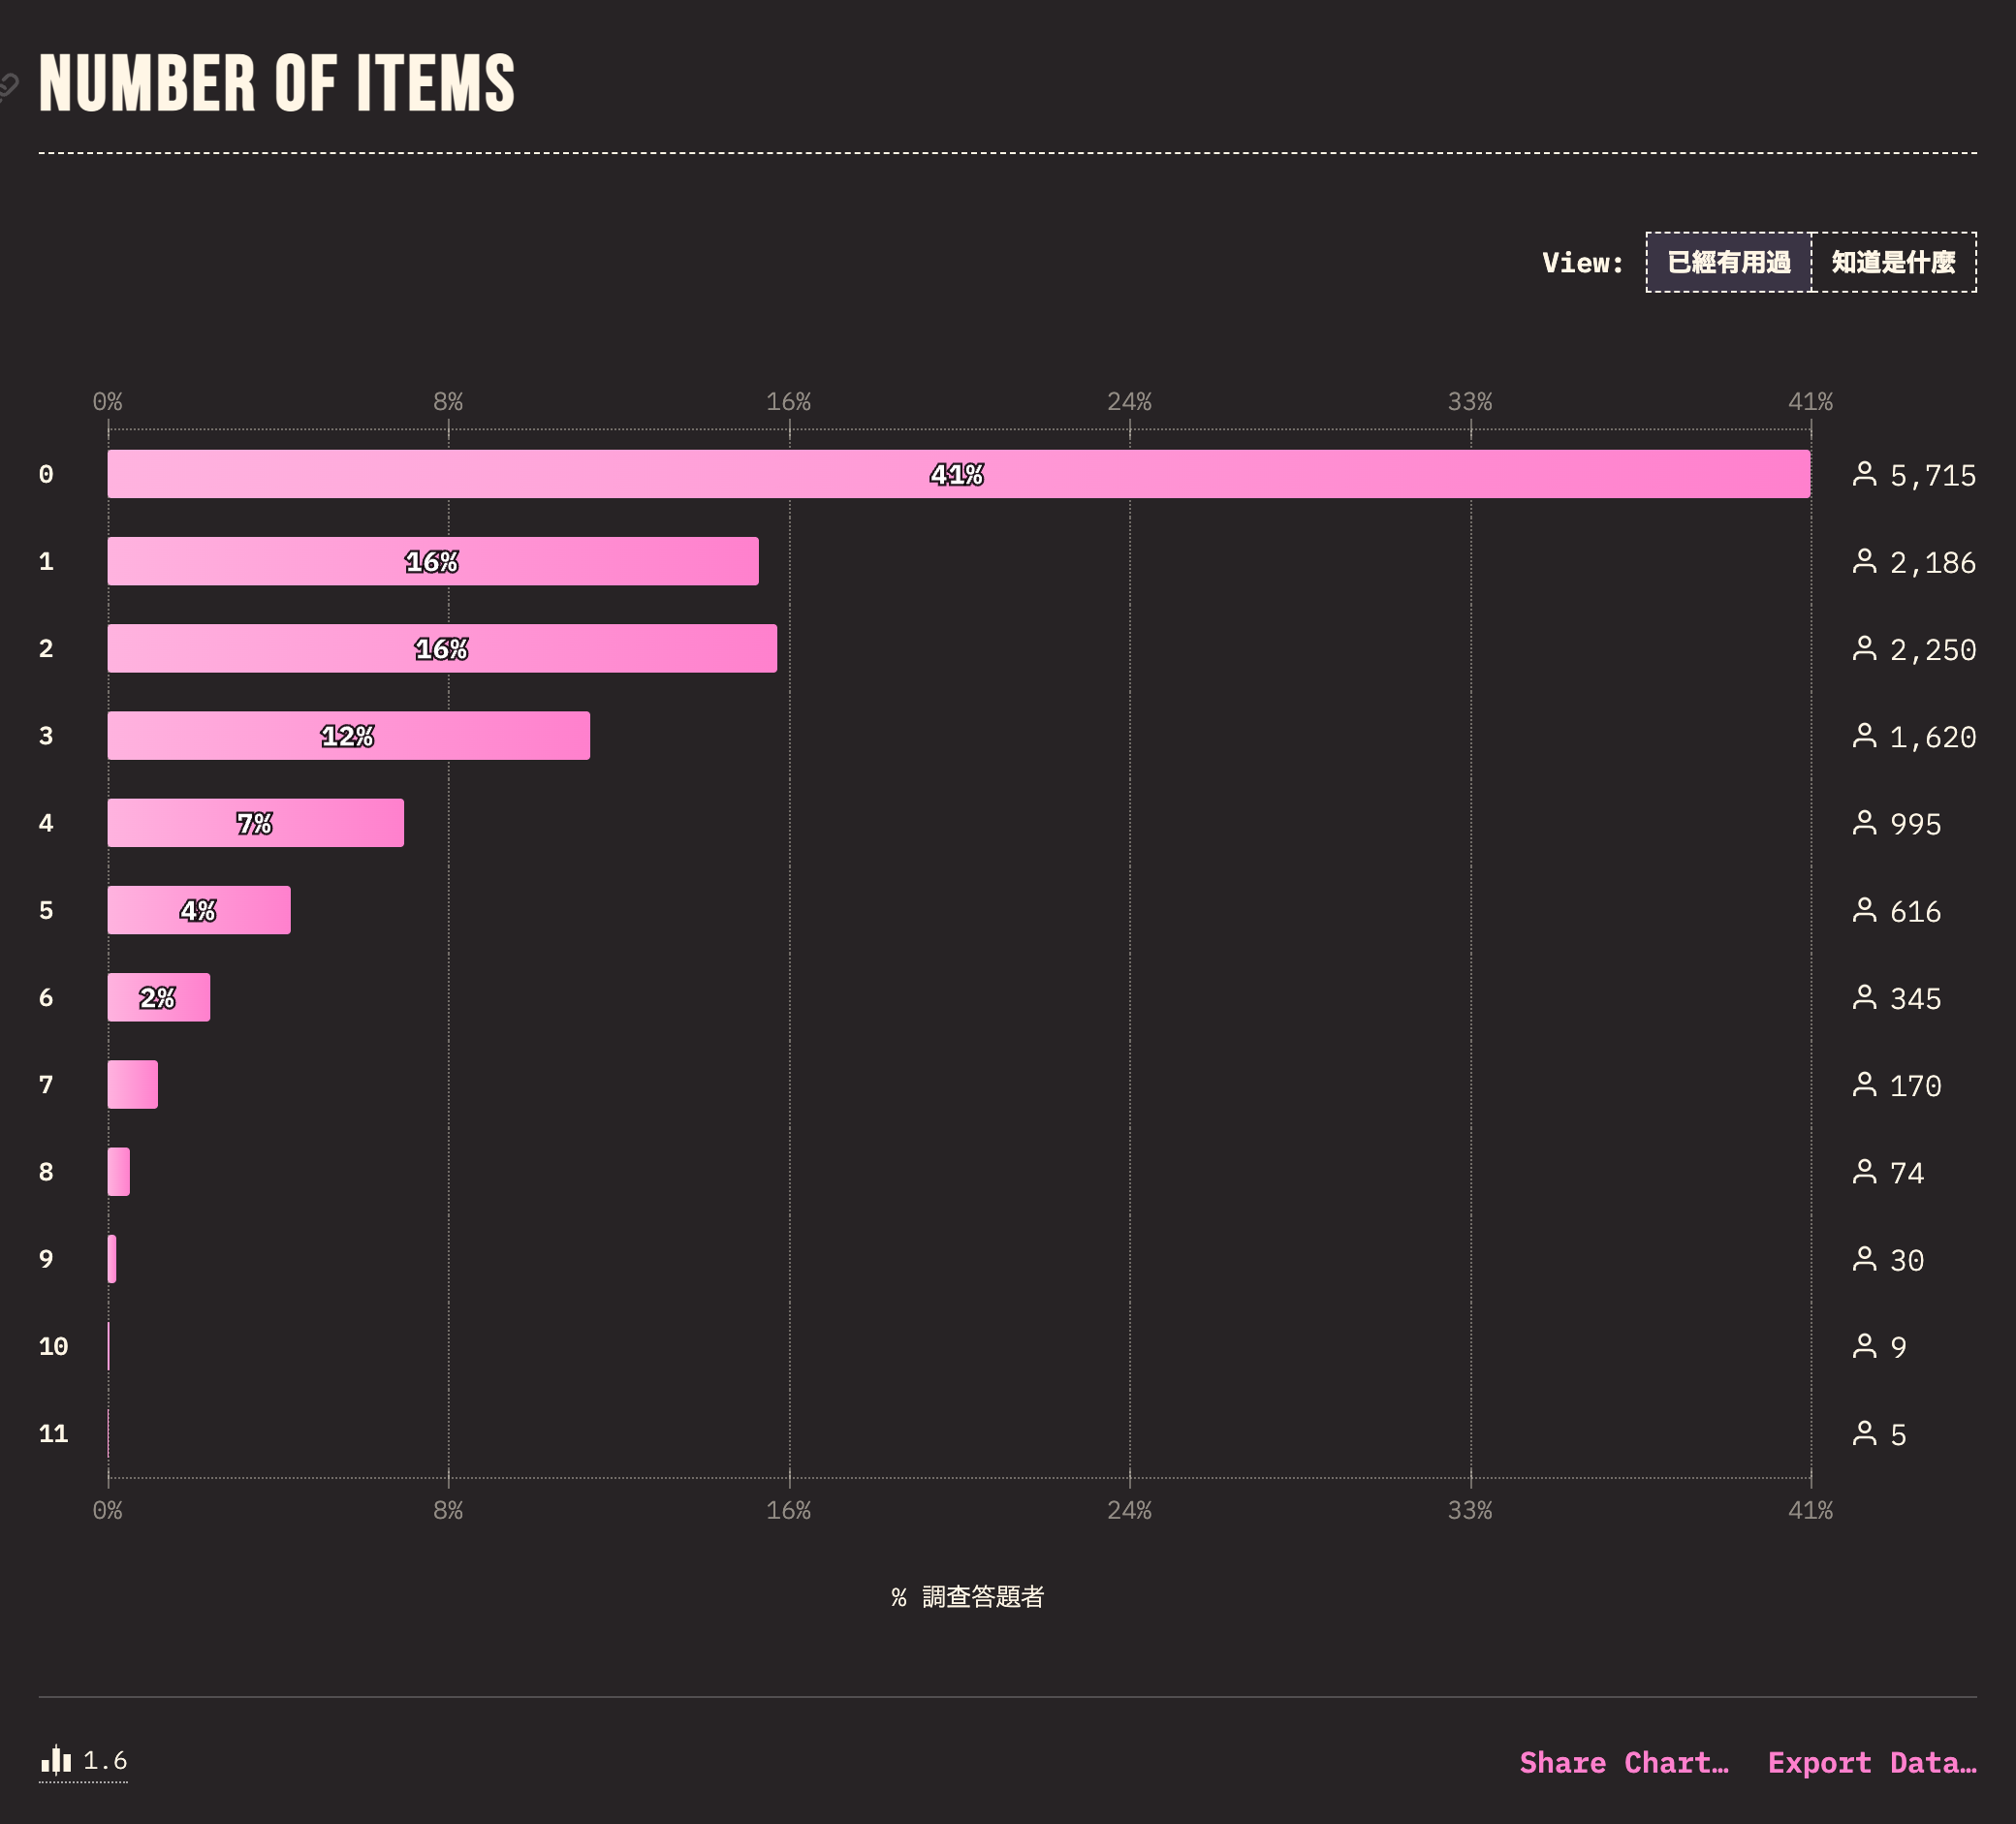 NUMBER OF ITEMS
View: 已經有用過 知道是什麼
0% 8% 16% 24% 33% 41%
0 41% 5,715
1 16% 2,186
2 16% 2,250
3 12% 1,620
4 7% 995
5 4% 616
6 2% 345
7 170
8 74
9 30
10 9
11 5
0% 8% 16% 24% 33% 41%
% 調查答題者
1.6 Share Chart… Export Data…